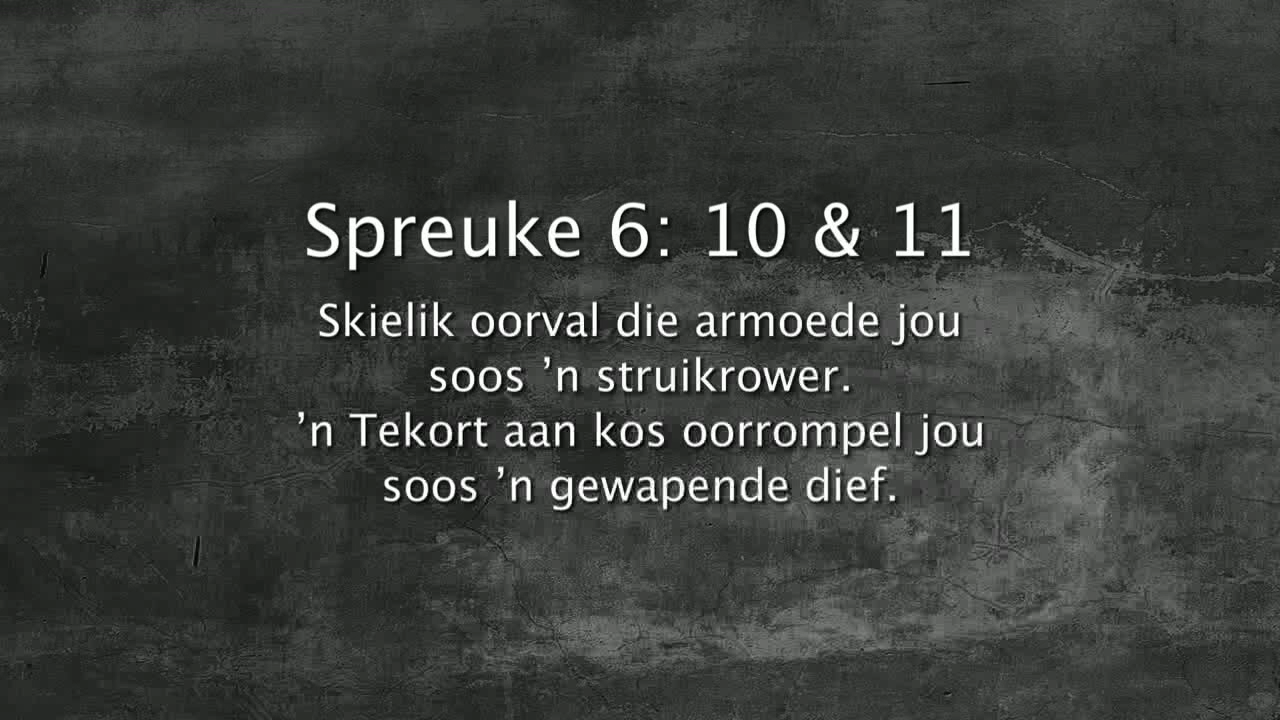 Spreuke 6: 10 & 11
Skielik oorval die armoede jou
soos ’n struikrower.
’n Tekort aan kos oorrompel jou
soos ’n gewapende dief.